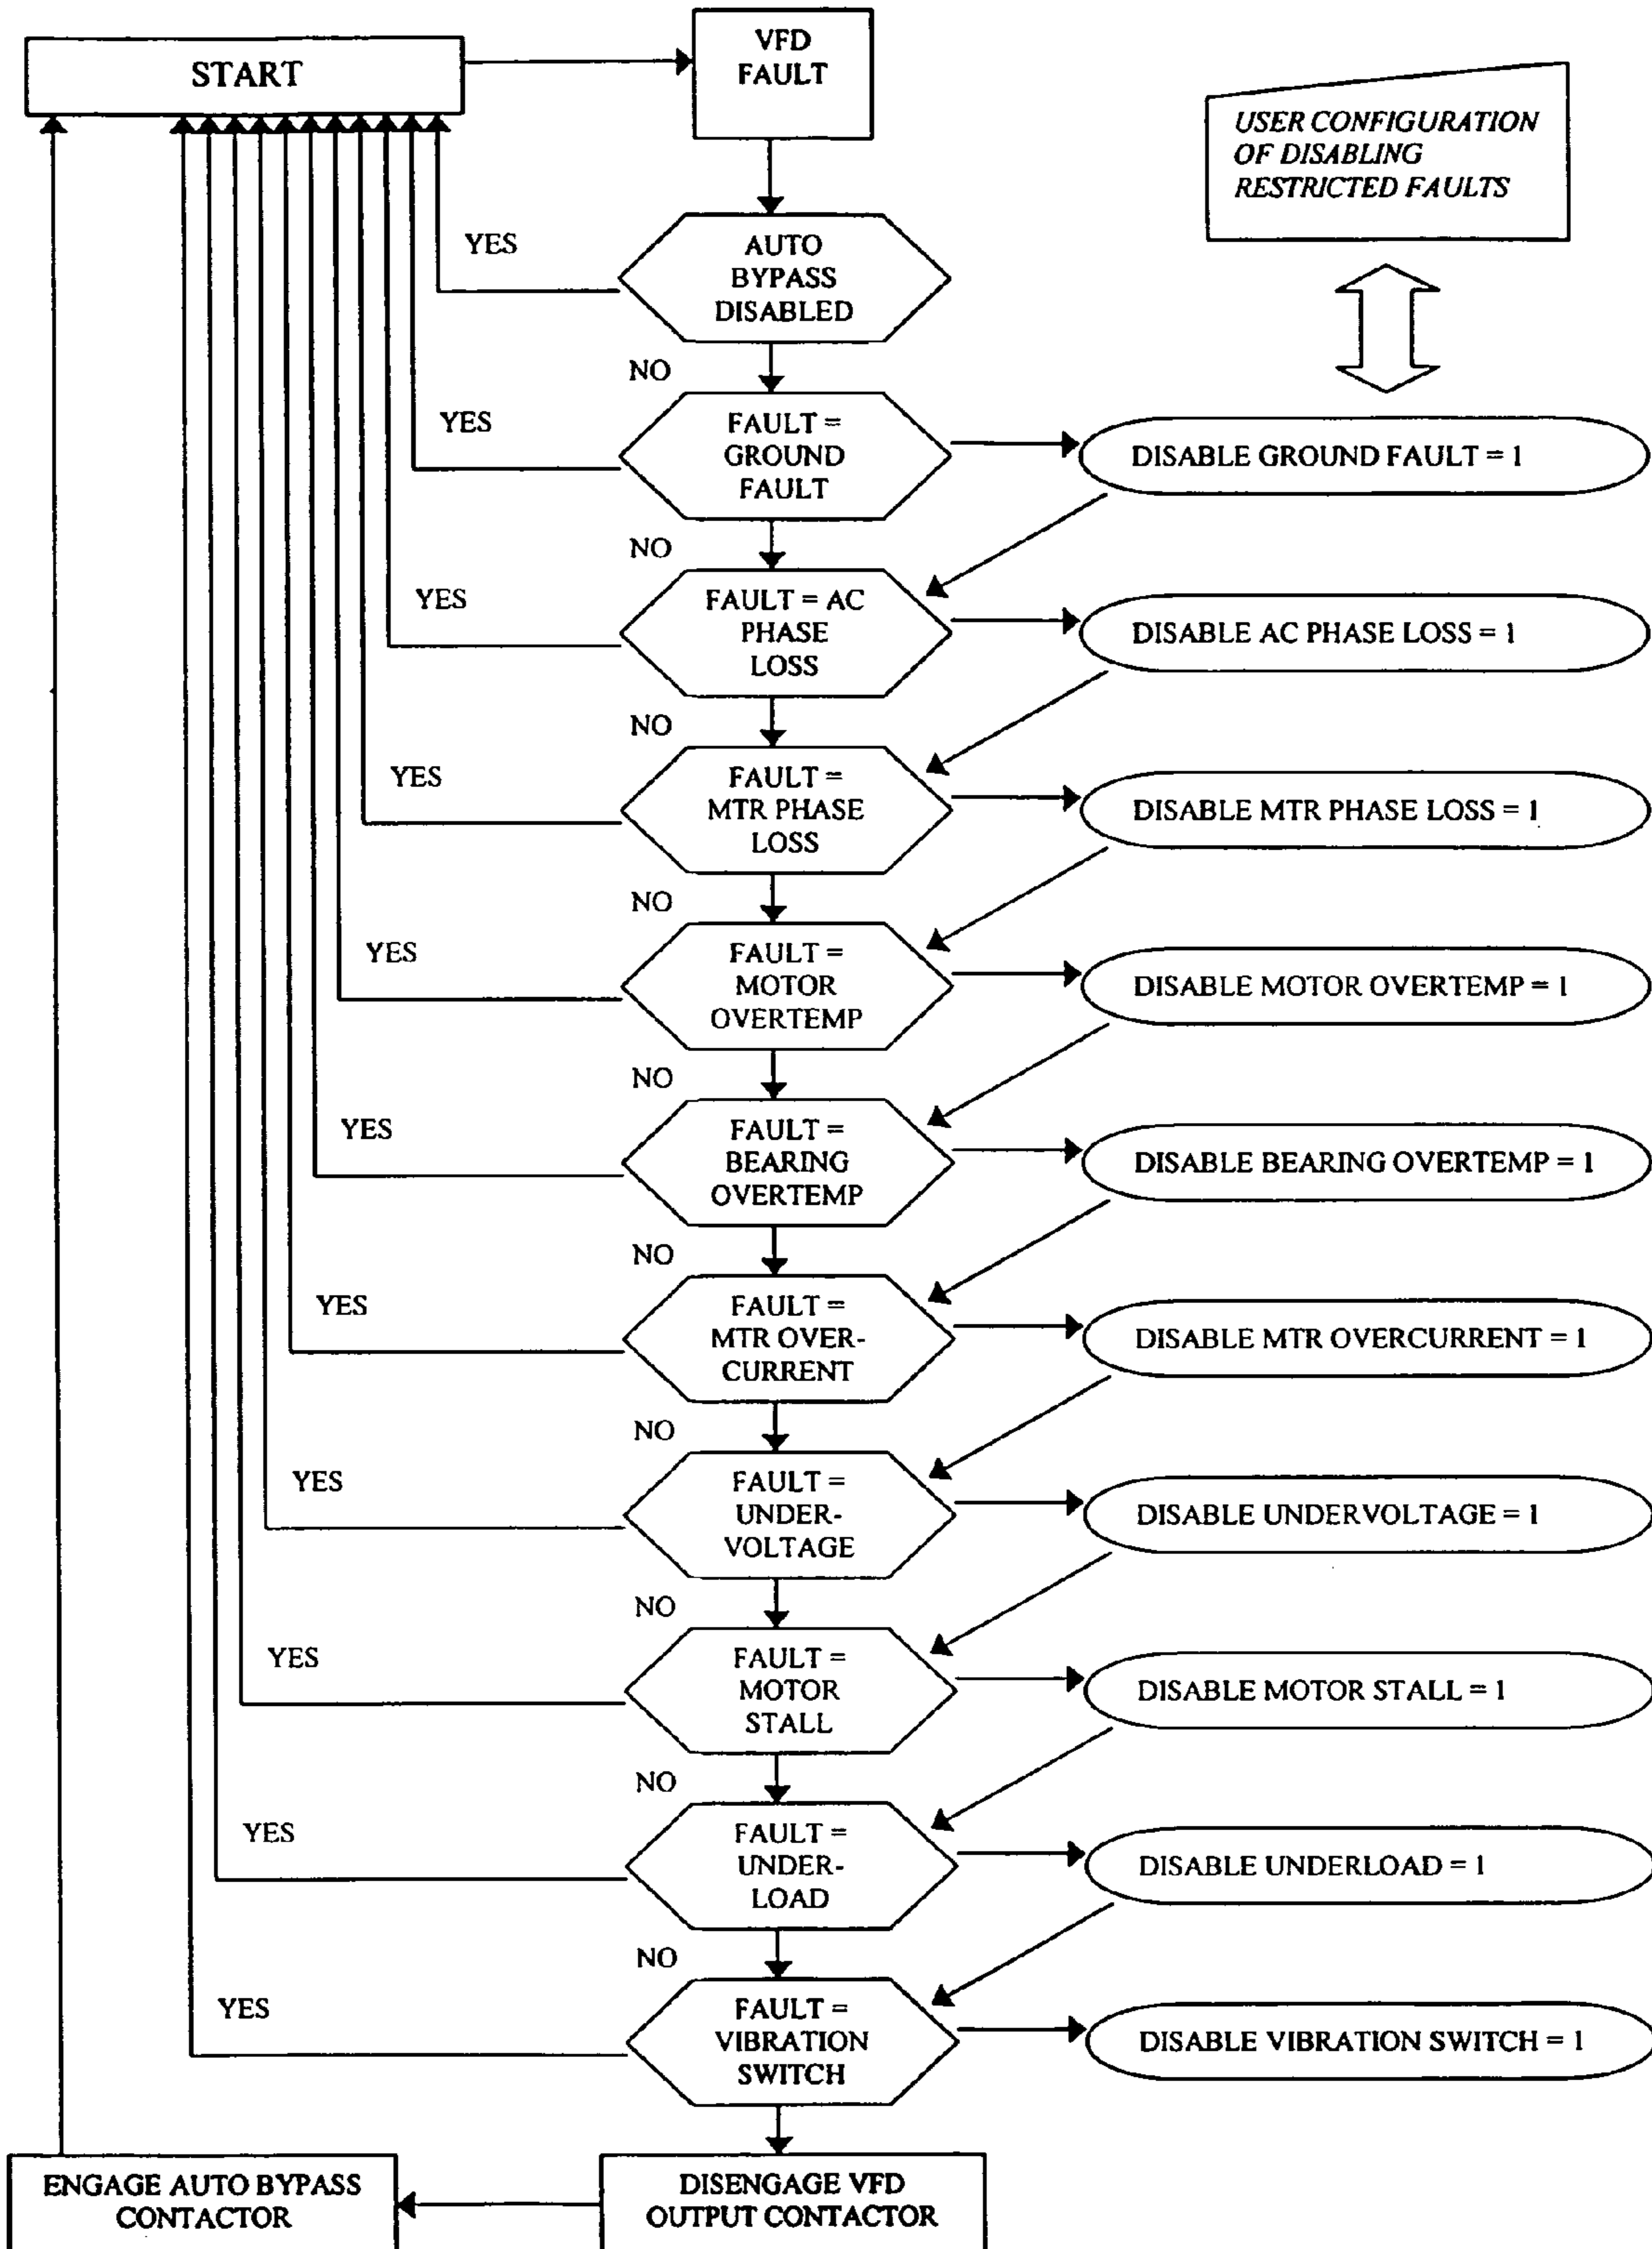 START
VFD
FAULT
USER CONFIGURATION
OF DISABLING
RESTRICTED FAULTS
YES
AUTO
BYPASS
DISABLED
NO
YES
FAULT =
GROUND
FAULT
DISABLE GROUND FAULT = 1
NO
YES
FAULT = AC
PHASE
LOSS
DISABLE AC PHASE LOSS = 1
NO
YES
FAULT =
MTR PHASE
LOSS
DISABLE MTR PHASE LOSS = 1
NO
YES
FAULT =
MOTOR
OVERTEMP
DISABLE MOTOR OVERTEMP = 1
NO
YES
FAULT =
BEARING
OVERTEMP
DISABLE BEARING OVERTEMP = 1
NO
YES
FAULT =
MTR OVER-
CURRENT
DISABLE MTR OVERCURRENT = 1
NO
YES
FAULT =
UNDER-
VOLTAGE
DISABLE UNDERVOLTAGE = 1
NO
YES
FAULT =
MOTOR
STALL
DISABLE MOTOR STALL = 1
NO
YES
FAULT =
UNDER-
LOAD
DISABLE UNDERLOAD = 1
NO
YES
FAULT =
VIBRATION
SWITCH
DISABLE VIBRATION SWITCH = 1
ENGAGE AUTO BYPASS
CONTACTOR
DISENGAGE VFD
OUTPUT CONTACTOR